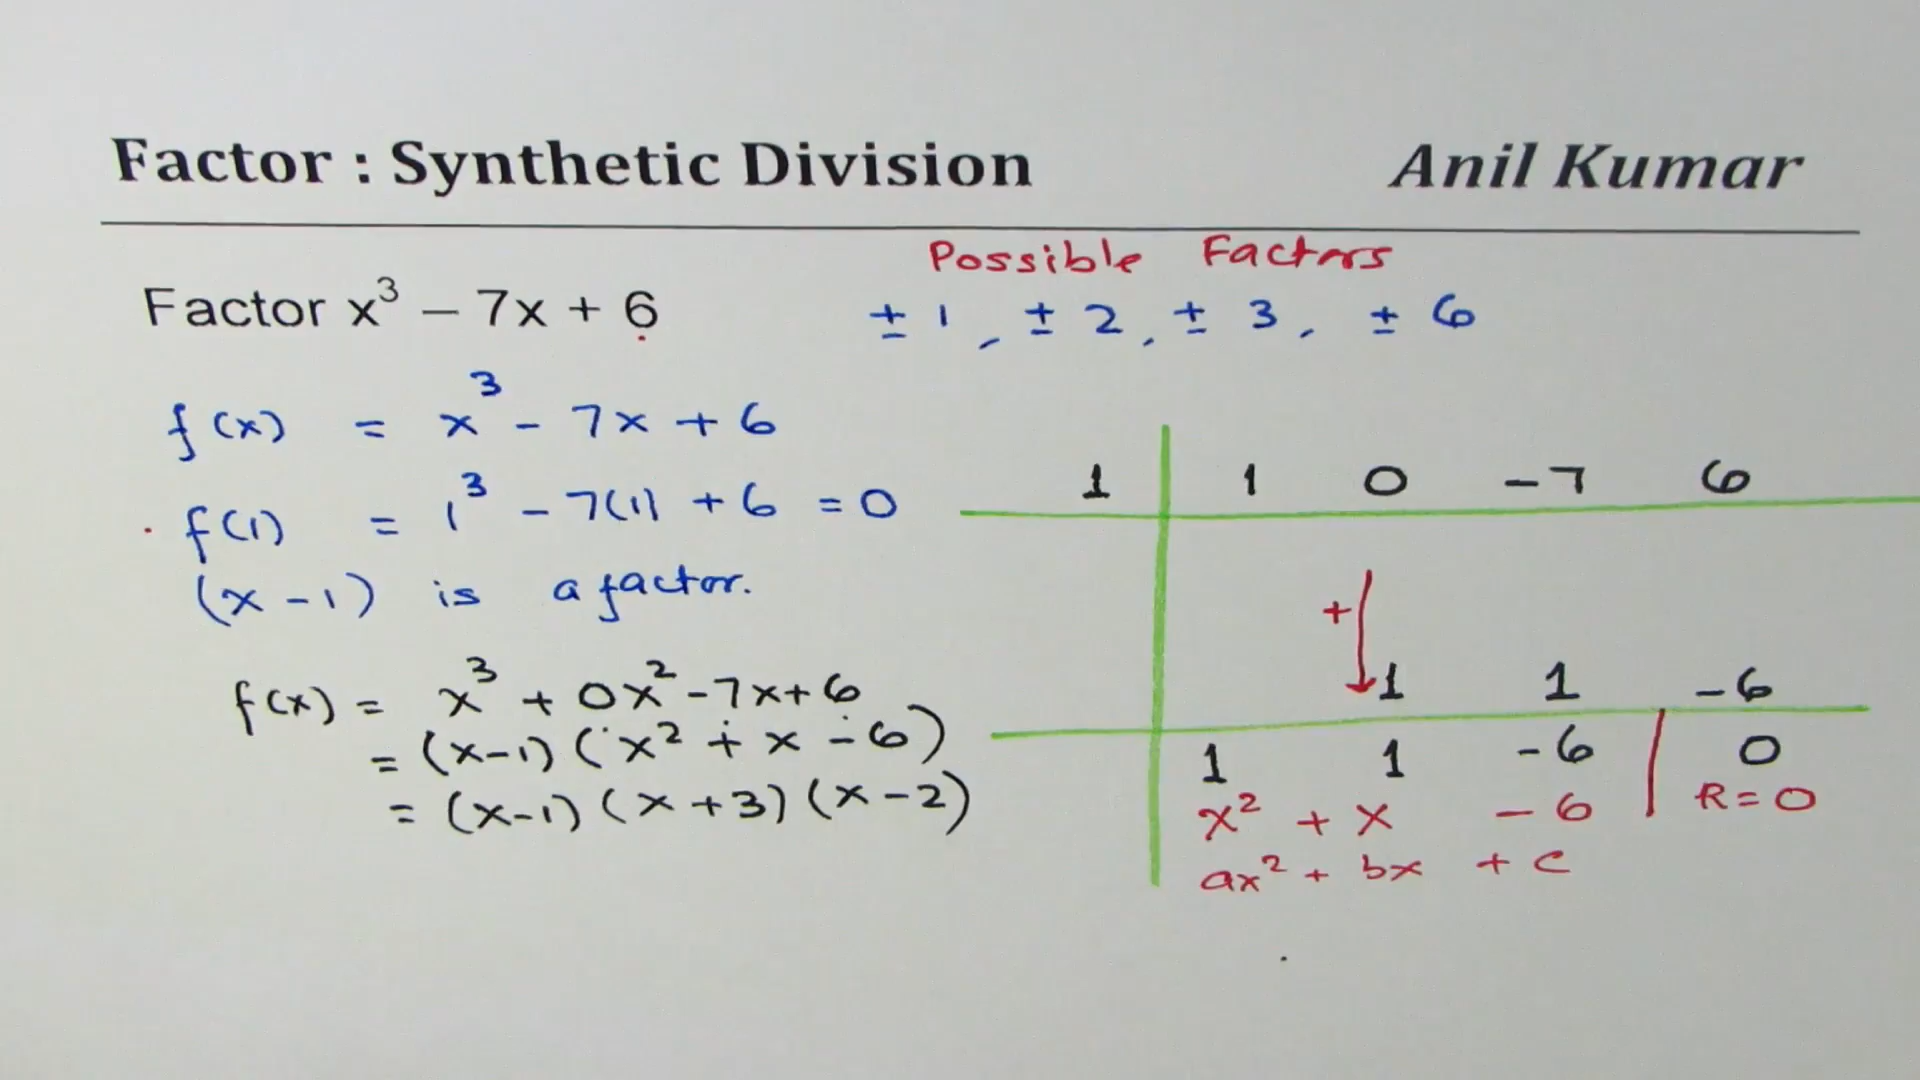 Factor : Synthetic Division Anil Kumar
Possible Factors
Factor x³ – 7x + 6
± 1, ± 2, ± 3, ± 6
f(x) = x³ - 7x + 6
1 | 1 0 -7 6
f(1) = 1³ - 7(1) + 6 = 0
(x - 1) is a factor.
+
f(x) = x³ + 0x² - 7x + 6
1 1 -6
= (x-1) (x² + x - 6)
1 1 -6 | 0
= (x-1) (x + 3) (x - 2)
x² + x - 6 R = 0
ax² + bx + c